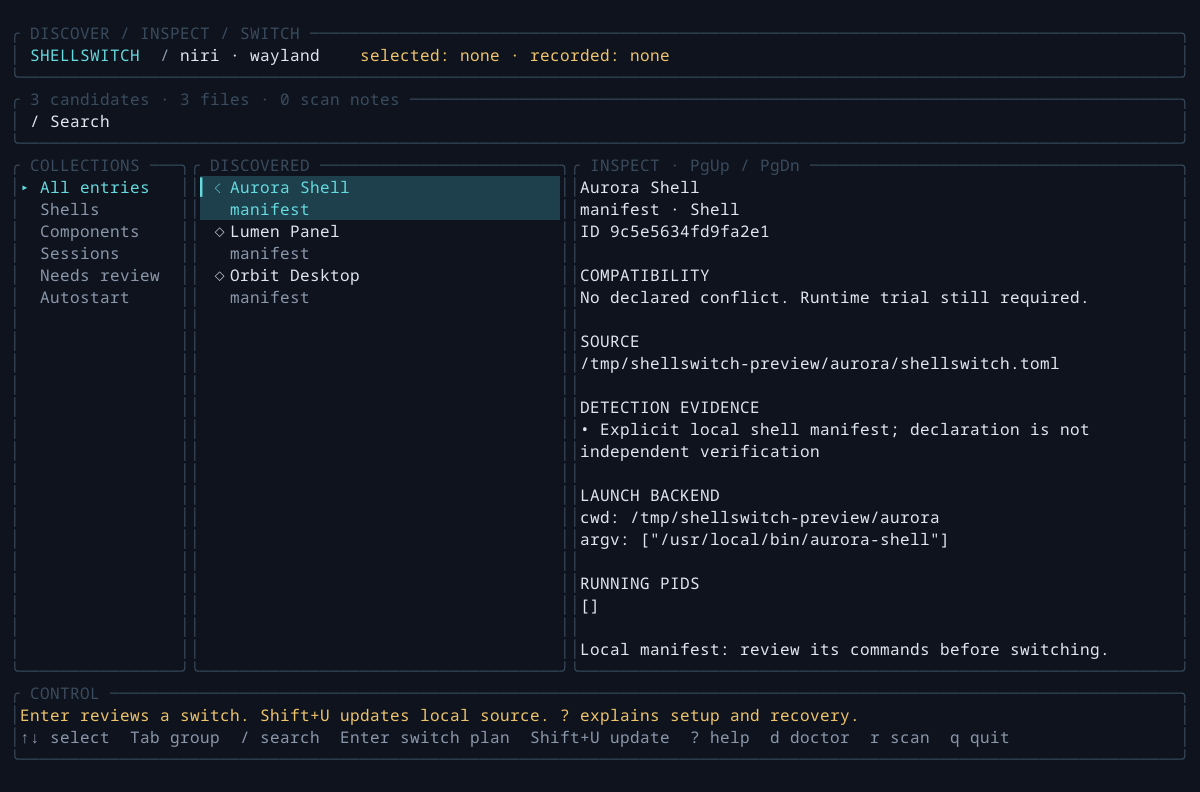 DISCOVER / INSPECT / SWITCH
SHELLSWITCH / niri · wayland selected: none · recorded: none
3 candidates · 3 files · 0 scan notes
/ Search
COLLECTIONS
▸ All entries
Shells
Components
Sessions
Needs review
Autostart
DISCOVERED
Aurora Shell
manifest
◇ Lumen Panel
manifest
◇ Orbit Desktop
manifest
INSPECT · PgUp / PgDn
Aurora Shell
manifest · Shell
ID 9c5e5634fd9fa2e1
COMPATIBILITY
No declared conflict. Runtime trial still required.
SOURCE
/tmp/shellswitch-preview/aurora/shellswitch.toml
DETECTION EVIDENCE
• Explicit local shell manifest; declaration is not
independent verification
LAUNCH BACKEND
cwd: /tmp/shellswitch-preview/aurora
argv: ["/usr/local/bin/aurora-shell"]
RUNNING PIDS
[]
Local manifest: review its commands before switching.
CONTROL
Enter reviews a switch. Shift+U updates local source. ? explains setup and recovery.
↑↓ select Tab group / search Enter switch plan Shift+U update ? help d doctor r scan q quit